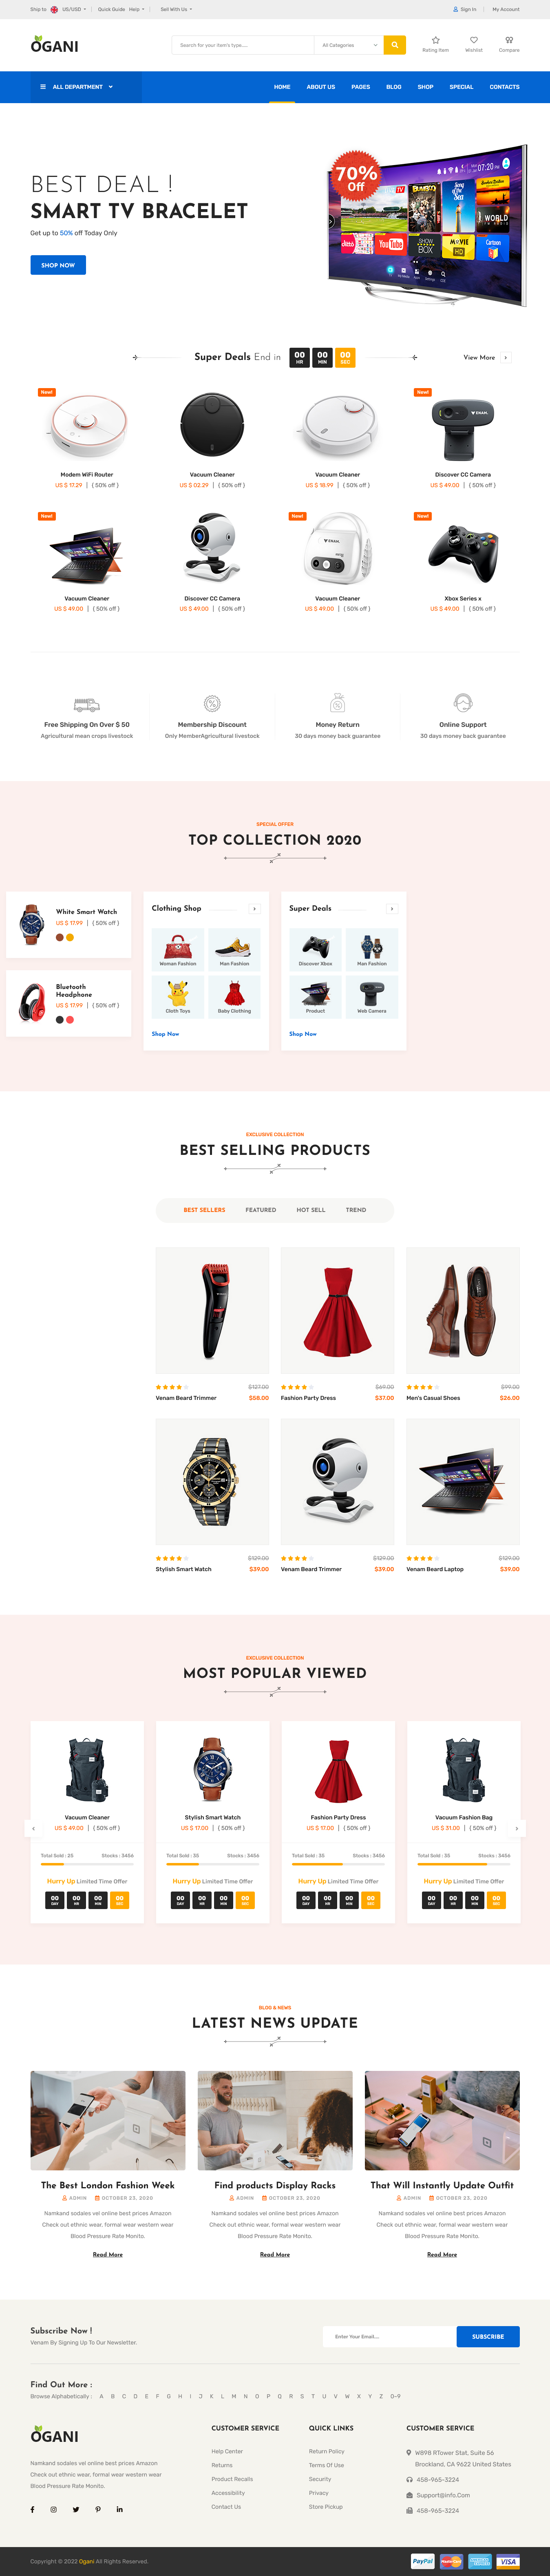 Ship to US/USD Quick Guide Help Sell With Us Sign In My Account
OGANI
Search for your item's type.....
All Categories
Rating Item Wishlist Compare
ALL DEPARTMENT HOME ABOUT US PAGES BLOG SHOP SPECIAL CONTACTS
BEST DEAL !
SMART TV BRACELET
Get up to 50% off Today Only
SHOP NOW
70% Off
07:20 PM
Song of the Sea
WORLD
ditto YouTube SHOW BOX MOVIE HD Cartoon
Super Deals End in 00 HR 00 MIN 00 SEC View More
New! New!
Modem WiFi Router Vacuum Cleaner Vacuum Cleaner Discover CC Camera
US $ 17.29 | ( 50% off ) US $ 02.29 | ( 50% off ) US $ 18.99 | ( 50% off ) US $ 49.00 | ( 50% off )
New! New! New!
Vacuum Cleaner Discover CC Camera Vacuum Cleaner Xbox Series x
US $ 49.00 | ( 50% off ) US $ 49.00 | ( 50% off ) US $ 49.00 | ( 50% off ) US $ 49.00 | ( 50% off )
Free Shipping On Over $ 50 Membership Discount Money Return Online Support
Agricultural mean crops livestock Only MemberAgricultural livestock 30 days money back guarantee 30 days money back guarantee
SPECIAL OFFER
TOP COLLECTION 2020
White Smart Watch
US $ 17.99 | ( 50% off )
Bluetooth Headphone
US $ 17.99 | ( 50% off )
Clothing Shop
Woman Fashion Man Fashion
Cloth Toys Baby Clothing
Shop Now
Super Deals
Discover Xbox Man Fashion
Product Web Camera
Shop Now
EXCLUSIVE COLLECTION
BEST SELLING PRODUCTS
BEST SELLERS FEATURED HOT SELL TREND
$127.00 $69.00 $99.00
Venam Beard Trimmer $58.00 Fashion Party Dress $37.00 Men's Casual Shoes $26.00
$129.00 $129.00 $129.00
Stylish Smart Watch $39.00 Venam Beard Trimmer $39.00 Venam Beard Laptop $39.00
EXCLUSIVE COLLECTION
MOST POPULAR VIEWED
Vacuum Cleaner Stylish Smart Watch Fashion Party Dress Vacuum Fashion Bag
US $ 49.00 | ( 50% off ) US $ 17.00 | ( 50% off ) US $ 17.00 | ( 50% off ) US $ 31.00 | ( 50% off )
Total Sold : 25 Stocks : 3456 Total Sold : 35 Stocks : 3456 Total Sold : 35 Stocks : 3456 Total Sold : 35 Stocks : 3456
Hurry Up Limited Time Offer Hurry Up Limited Time Offer Hurry Up Limited Time Offer Hurry Up Limited Time Offer
00 DAY 00 HR 00 MIN 00 SEC 00 DAY 00 HR 00 MIN 00 SEC 00 DAY 00 HR 00 MIN 00 SEC 00 DAY 00 HR 00 MIN 00 SEC
BLOG & NEWS
LATEST NEWS UPDATE
The Best London Fashion Week Find products Display Racks That Will Instantly Update Outfit
ADMIN OCTOBER 23, 2020 ADMIN OCTOBER 23, 2020 ADMIN OCTOBER 23, 2020
Namkand sodales vel online best prices Amazon Namkand sodales vel online best prices Amazon Namkand sodales vel online best prices Amazon
Check out ethnic wear, formal wear western wear Check out ethnic wear, formal wear western wear Check out ethnic wear, formal wear western wear
Blood Pressure Rate Monito. Blood Pressure Rate Monito. Blood Pressure Rate Monito.
Read More Read More Read More
Subscribe Now !
Venam By Signing Up To Our Newsletter.
Enter Your Email....
SUBSCRIBE
Find Out More :
Browse Alphabetically : A B C D E F G H I J K L M N O P Q R S T U V W X Y Z 0-9
OGANI
Namkand sodales vel online best prices Amazon
Check out ethnic wear, formal wear western wear
Blood Pressure Rate Monito.
CUSTOMER SERVICE
Help Center
Returns
Product Recalls
Accessibility
Contact Us
QUICK LINKS
Return Policy
Terms Of Use
Security
Privacy
Store Pickup
CUSTOMER SERVICE
W898 RTower Stat, Suite 56
Brockland, CA 9622 United States
458-965-3224
Support@info.Com
458-965-3224
Copyright © 2022 Ogani All Rights Reserved.
PayPal MasterCard VISA